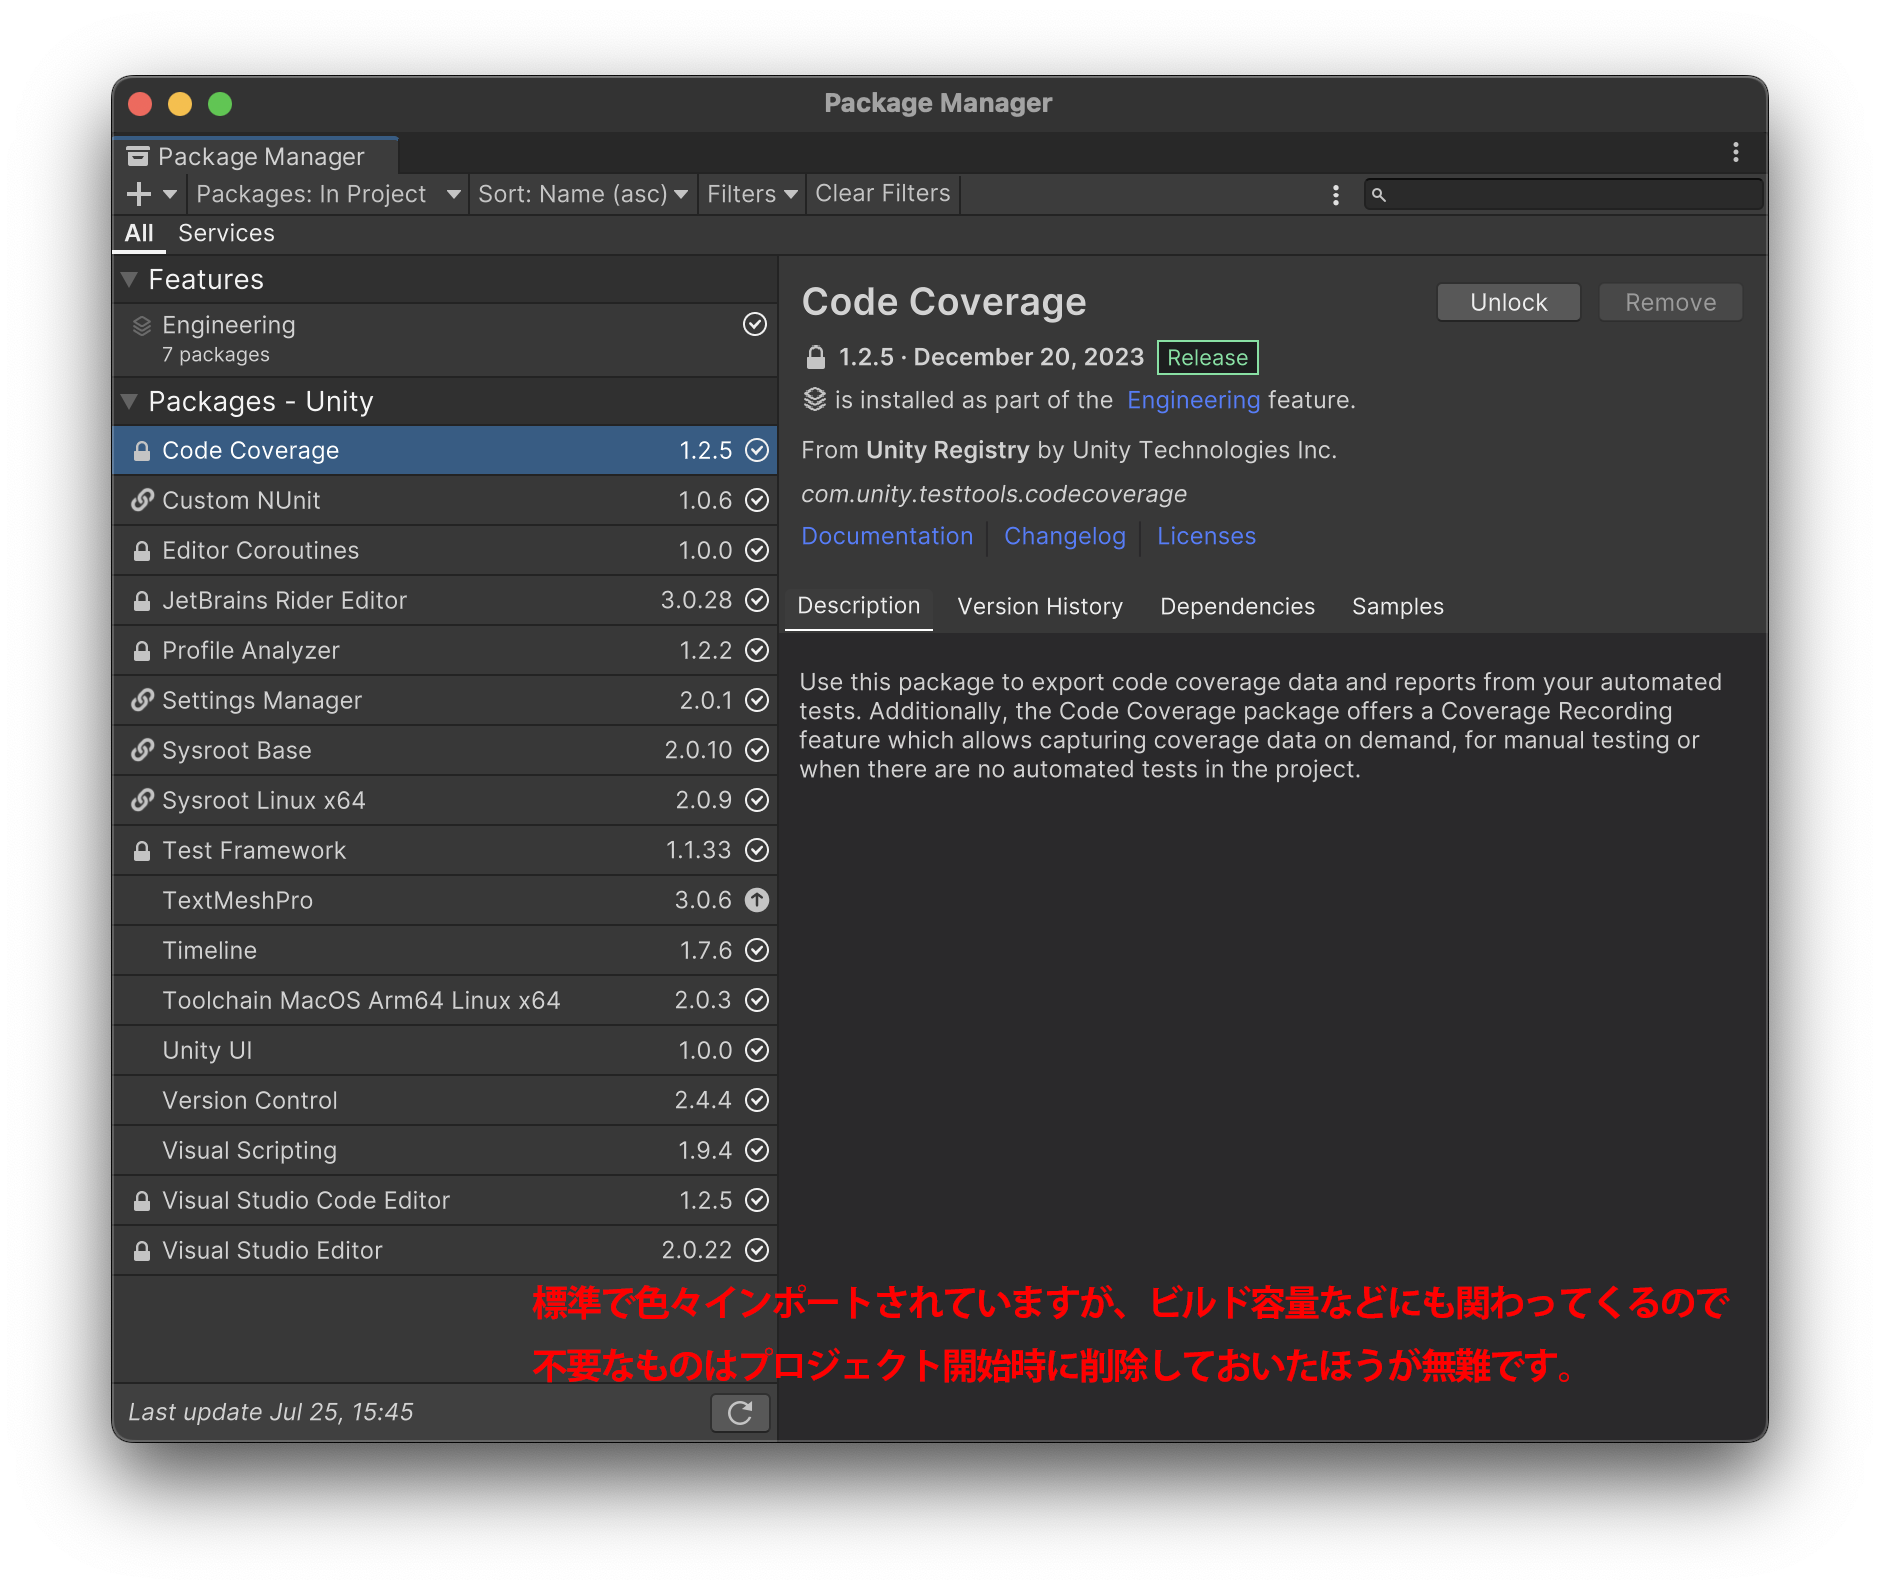 Package Manager
Package Manager
Packages: In Project
Sort: Name (asc)
Filters
Clear Filters
All
Services
Features
Engineering
7 packages
Packages - Unity
Code Coverage 1.2.5
Custom NUnit 1.0.6
Editor Coroutines 1.0.0
JetBrains Rider Editor 3.0.28
Profile Analyzer 1.2.2
Settings Manager 2.0.1
Sysroot Base 2.0.10
Sysroot Linux x64 2.0.9
Test Framework 1.1.33
TextMeshPro 3.0.6
Timeline 1.7.6
Toolchain MacOS Arm64 Linux x64 2.0.3
Unity UI 1.0.0
Version Control 2.4.4
Visual Scripting 1.9.4
Visual Studio Code Editor 1.2.5
Visual Studio Editor 2.0.22
Last update Jul 25, 15:45
Code Coverage
Unlock
Remove
1.2.5 · December 20, 2023 Release
is installed as part of the Engineering feature.
From Unity Registry by Unity Technologies Inc.
com.unity.testtools.codecoverage
Documentation
Changelog
Licenses
Description
Version History
Dependencies
Samples
Use this package to export code coverage data and reports from your automated
tests. Additionally, the Code Coverage package offers a Coverage Recording
feature which allows capturing coverage data on demand, for manual testing or
when there are no automated tests in the project.
標準で色々インポートされていますが、ビルド容量などにも関わってくるので
不要なものはプロジェクト開始時に削除しておいたほうが無難です。